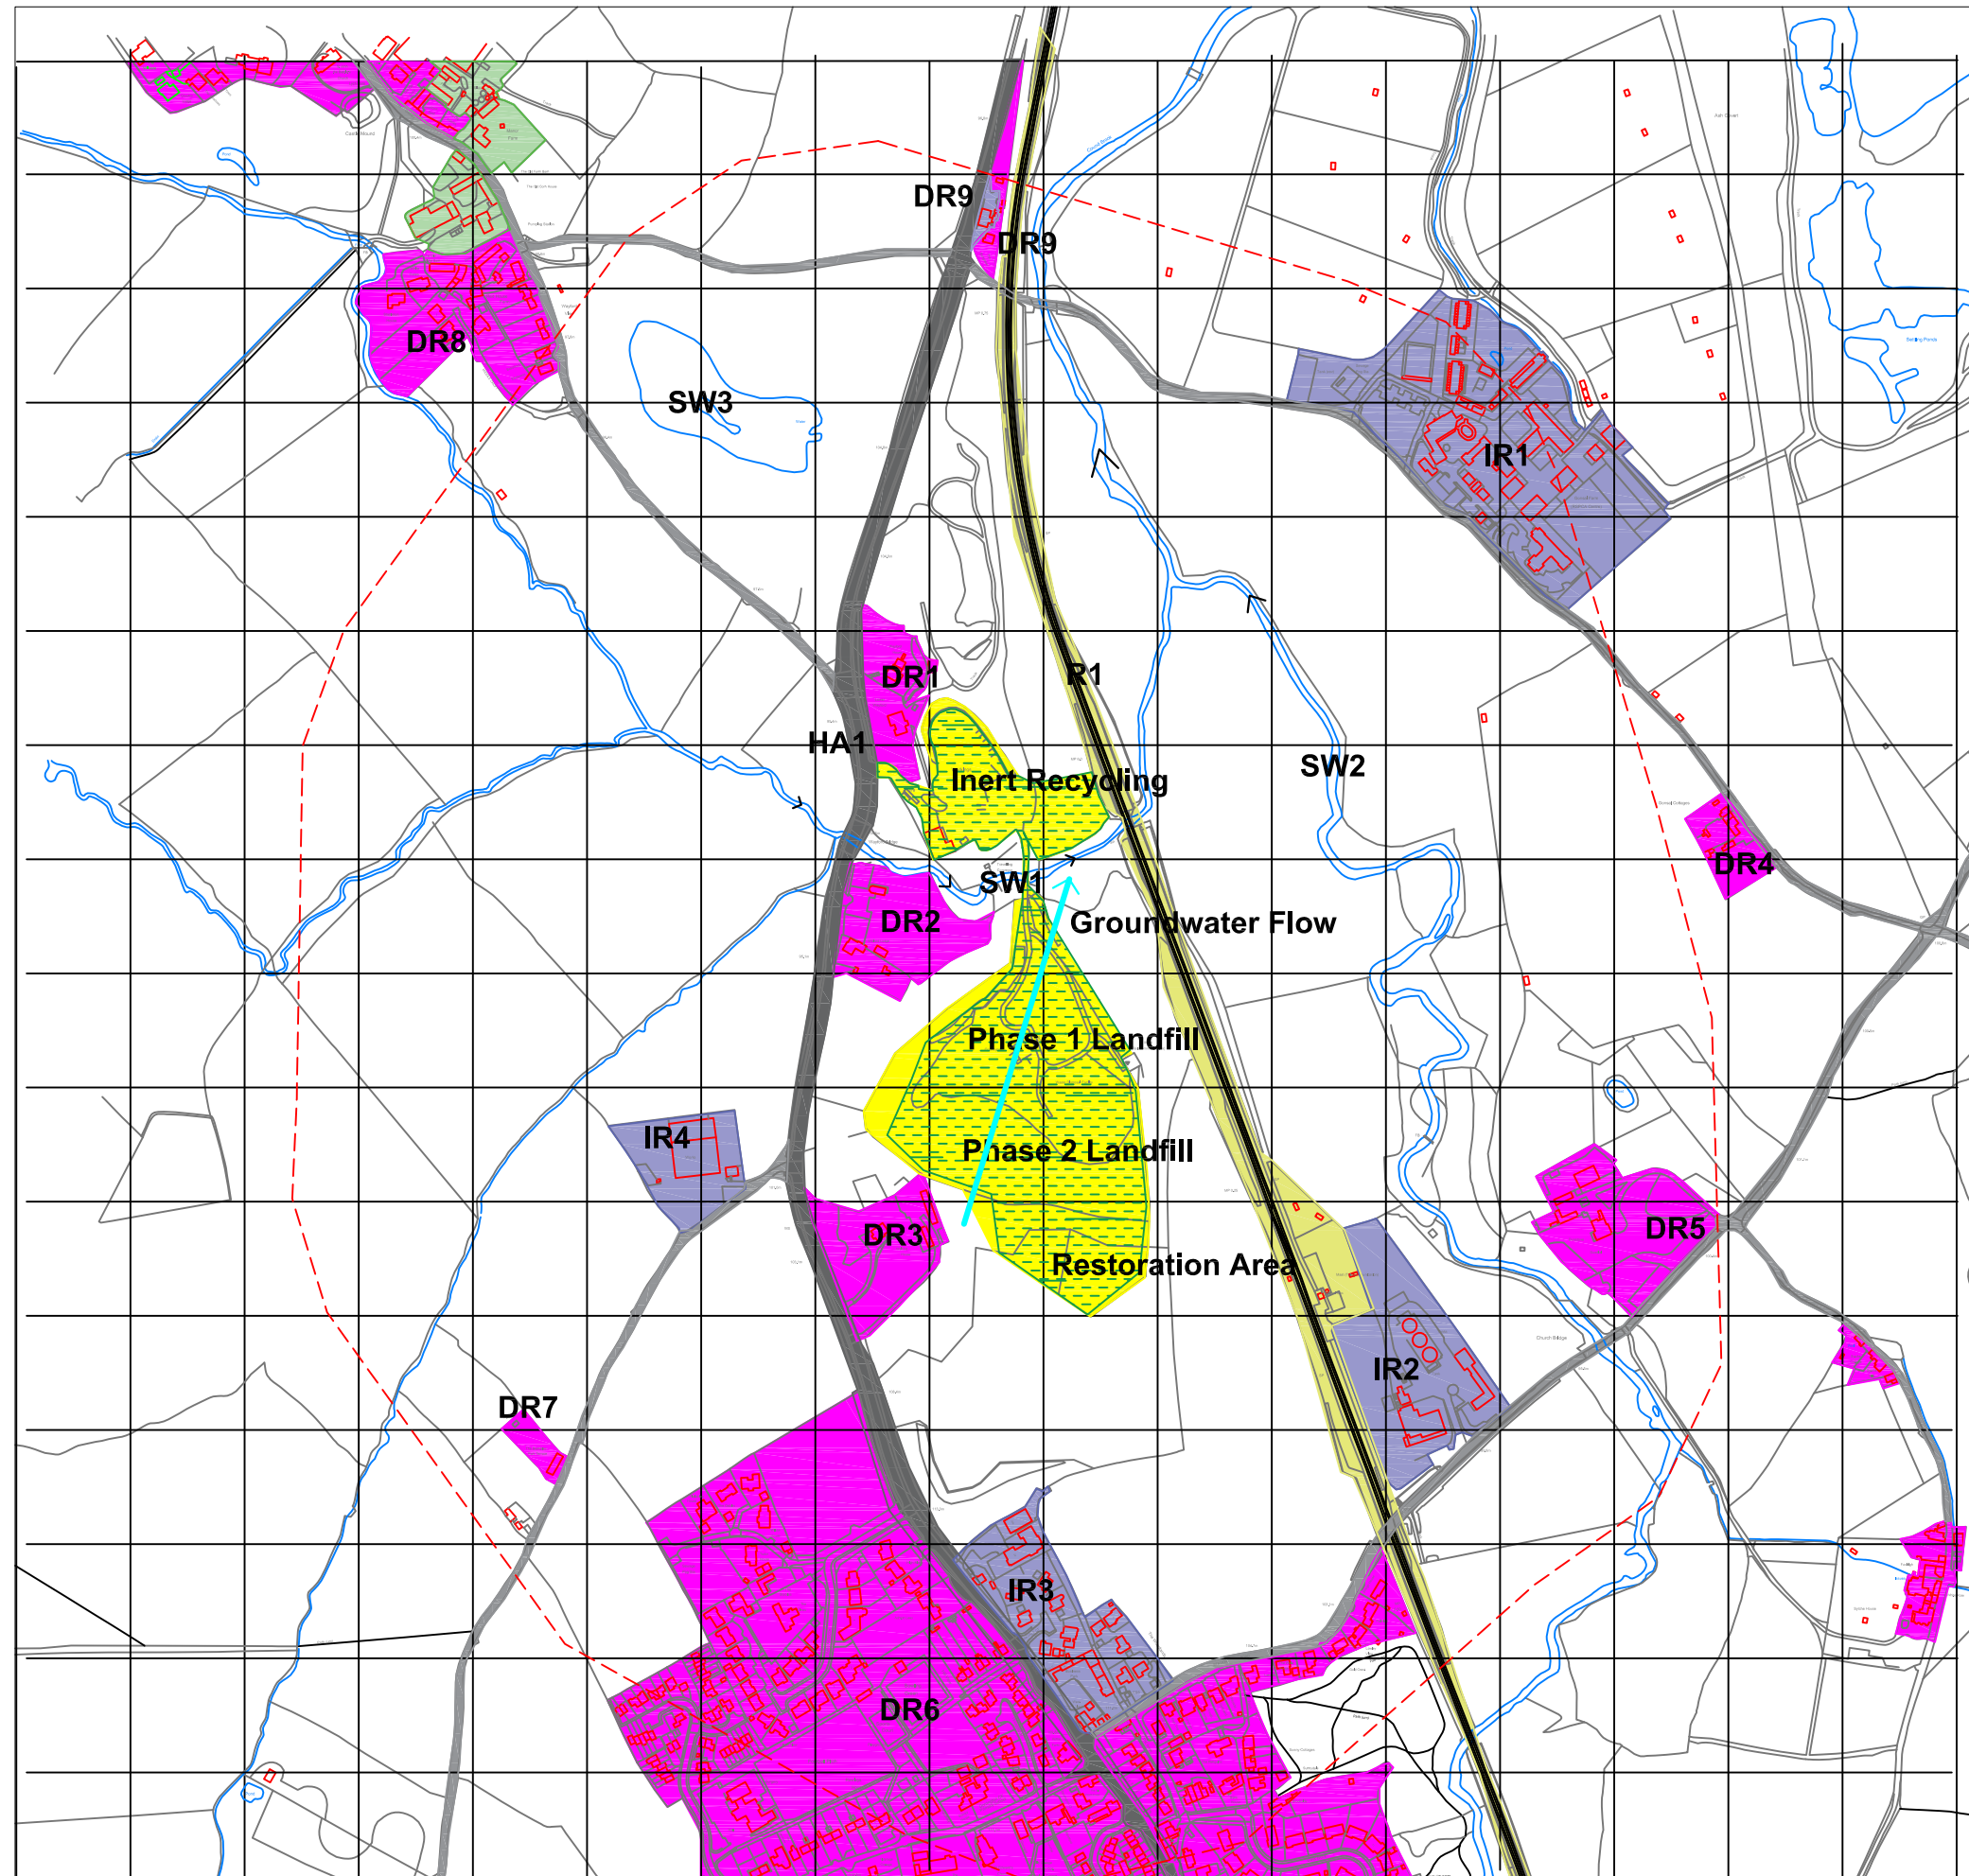 DR9
DR9
DR8
SW3
IR1
DR1
R1
HA1
SW2
Inert Recycling
DR4
SW1
DR2
Groundwater Flow
Phase 1 Landfill
IR4
Phase 2 Landfill
DR3
DR5
Restoration Area
IR2
DR7
IR3
DR6